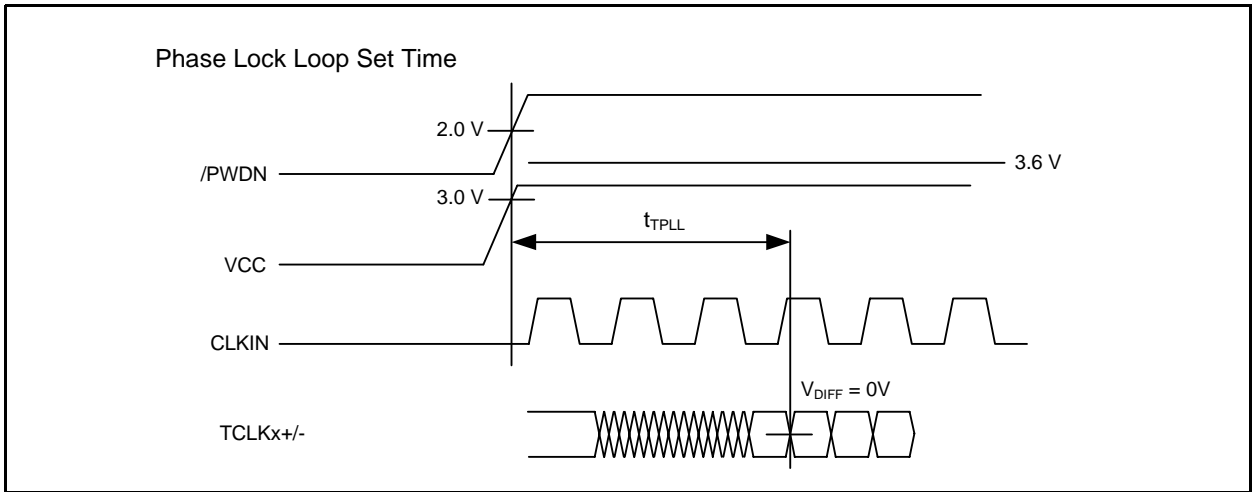 Phase Lock Loop Set Time
2.0 V
/PWDN
3.6 V
3.0 V
tTPLL
VCC
CLKIN
VDIFF = 0V
TCLKx+/-